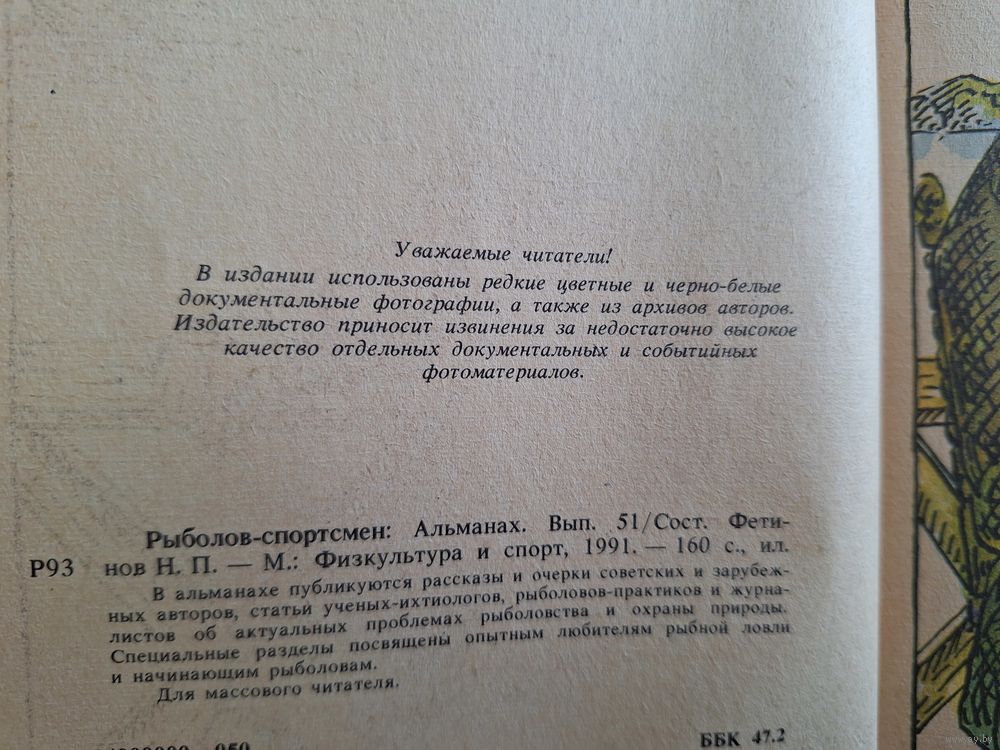 Уважаемые читатели!
В издании использованы редкие цветные и черно-белые
документальные фотографии, а также из архивов авторов.
Издательство приносит извинения за недостаточно высокое
качество отдельных документальных и событийных
фотоматериалов.
Рыболов-спортсмен: Альманах. Вып. 51/Сост. Фети-
Р93 нов Н. П. — М.: Физкультура и спорт, 1991. — 160 с., ил.
В альманахе публикуются рассказы и очерки советских и зарубеж-
ных авторов, статьи ученых-ихтиологов, рыболовов-практиков и журна-
листов об актуальных проблемах рыболовства и охраны природы.
Специальные разделы посвящены опытным любителям рыбной ловли
и начинающим рыболовам.
Для массового читателя.
ББК 47.2
www.ay.by